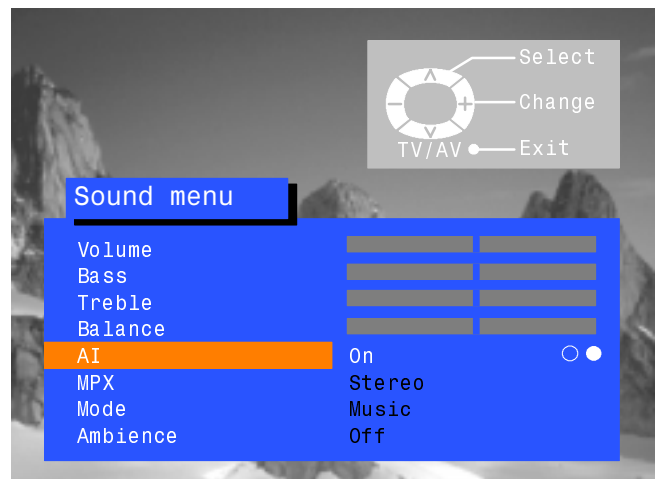 Select
Change
TV/AV Exit
Sound menu
Volume
Bass
Treble
Balance
AI On
MPX Stereo
Mode Music
Ambience Off